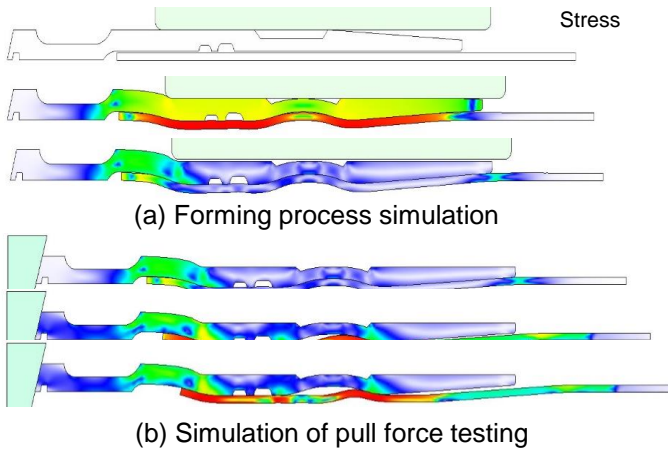 Stress
(a) Forming process simulation
(b) Simulation of pull force testing